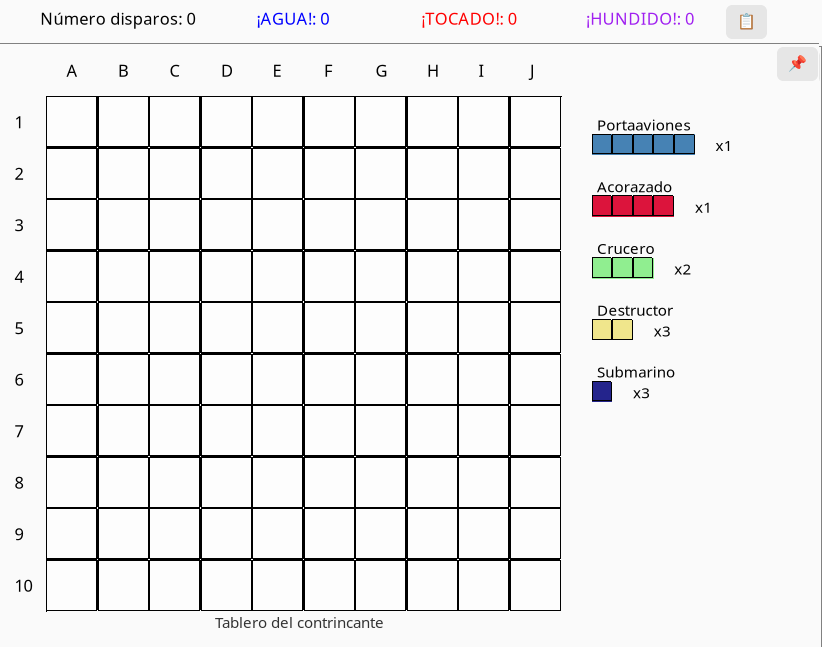 Número disparos: 0 ¡AGUA!: 0 ¡TOCADO!: 0 ¡HUNDIDO!: 0
A B C D E F G H I J
1
2
3
4
5
6
7
8
9
10
Portaaviones
x1
Acorazado
x1
Crucero
x2
Destructor
x3
Submarino
x3
Tablero del contrincante